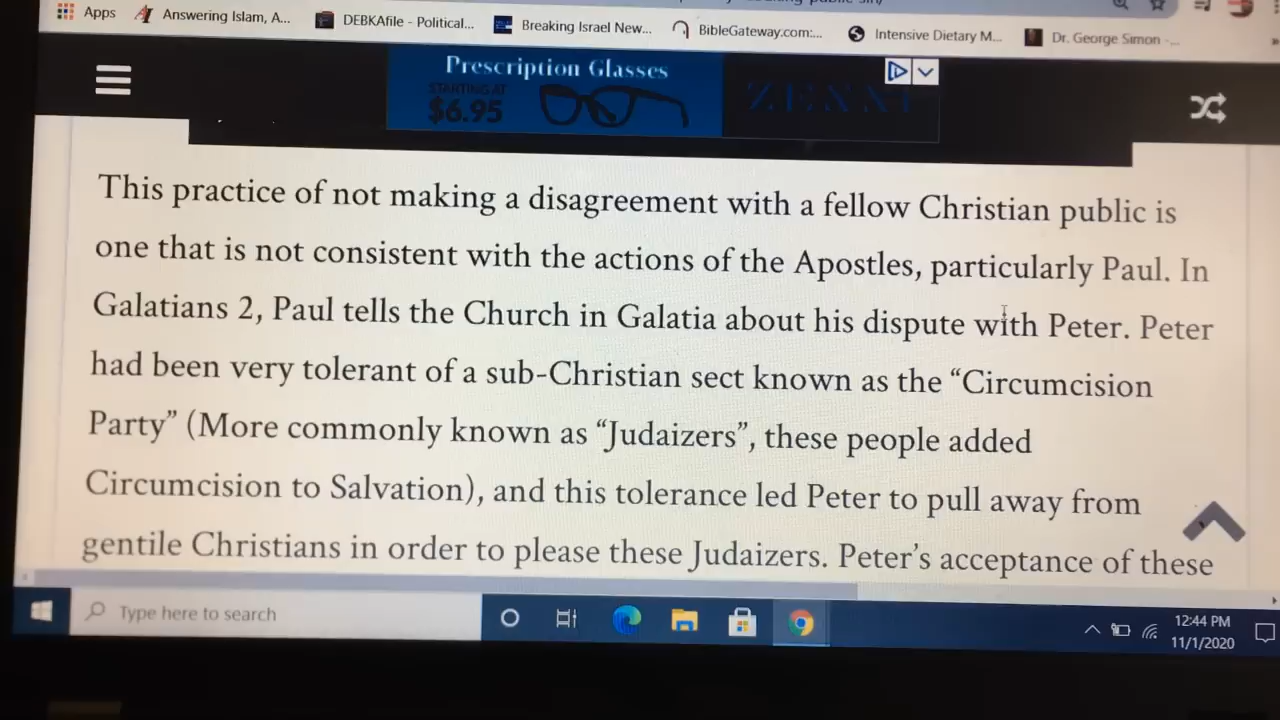 Apps
Answering Islam, A...
DEBKAfile - Political...
Breaking Israel New...
BibleGateway.com:...
Intensive Dietary M...
Dr. George Simon -...
Prescription Glasses
STARTING AT
$6.95
ZENNI
This practice of not making a disagreement with a fellow Christian public is
one that is not consistent with the actions of the Apostles, particularly Paul. In
Galatians 2, Paul tells the Church in Galatia about his dispute with Peter. Peter
had been very tolerant of a sub-Christian sect known as the “Circumcision
Party” (More commonly known as “Judaizers”, these people added
Circumcision to Salvation), and this tolerance led Peter to pull away from
gentile Christians in order to please these Judaizers. Peter’s acceptance of these
Type here to search
12:44 PM
11/1/2020